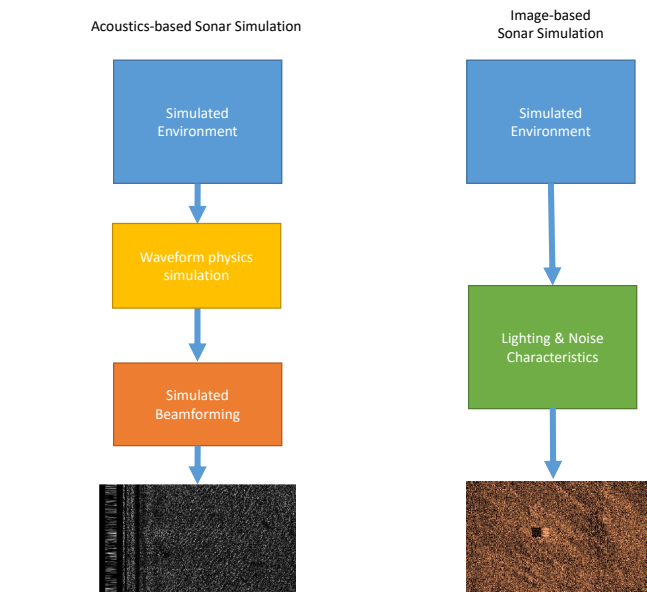 Acoustics-based Sonar Simulation
Simulated
Environment
Waveform physics
simulation
Simulated
Beamforming
Image-based
Sonar Simulation
Simulated
Environment
Lighting & Noise
Characteristics